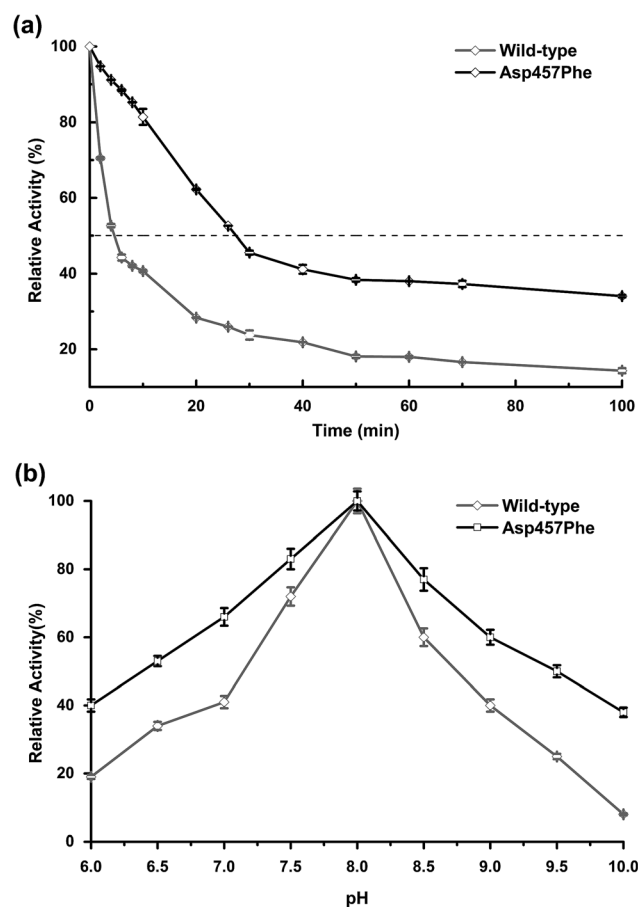 (a)
100
80
60
40
20
Relative Activity (%)
Wild-type
Asp457Phe
0 20 40 60 80 100
Time (min)
(b)
100
80
60
40
20
0
Relative Activity(%)
Wild-type
Asp457Phe
6.0 6.5 7.0 7.5 8.0 8.5 9.0 9.5 10.0
pH